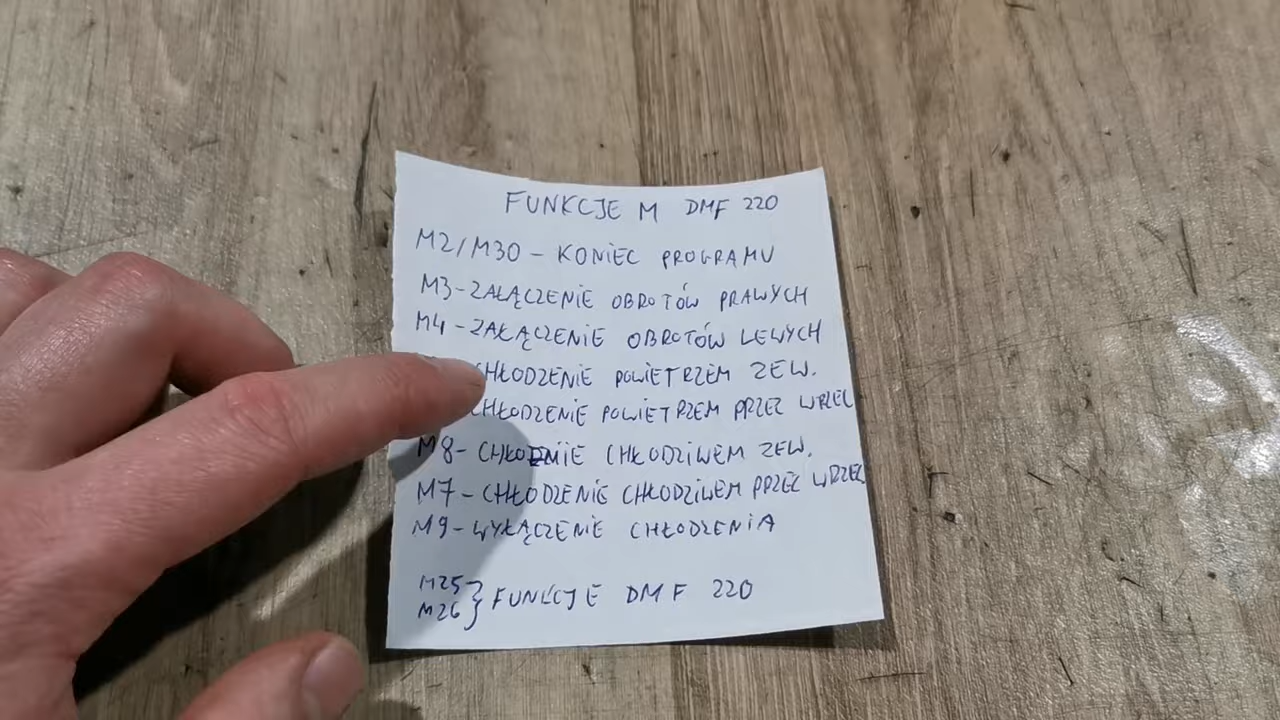 FUNKCJE M DMF 220
M2/M30 - KONIEC PROGRAMU
M3-ZAŁĄCZENIE OBROTÓW PRAWYCH
M4-ZAŁĄCZENIE OBROTÓW LEWYCH
CHŁODZENIE POWIETRZEM ZEW.
CHŁODZENIE POWIETRZEM PRZEZ WRZEC
M8- CHŁODZENIE CHŁODZIWEM ZEW.
M7-CHŁODZENIE CHŁODZIWEM PRZEZ WRZEC
M9-WYŁĄCZENIE CHŁODZENIA
M25
M26 } FUNKCJE DMF 220